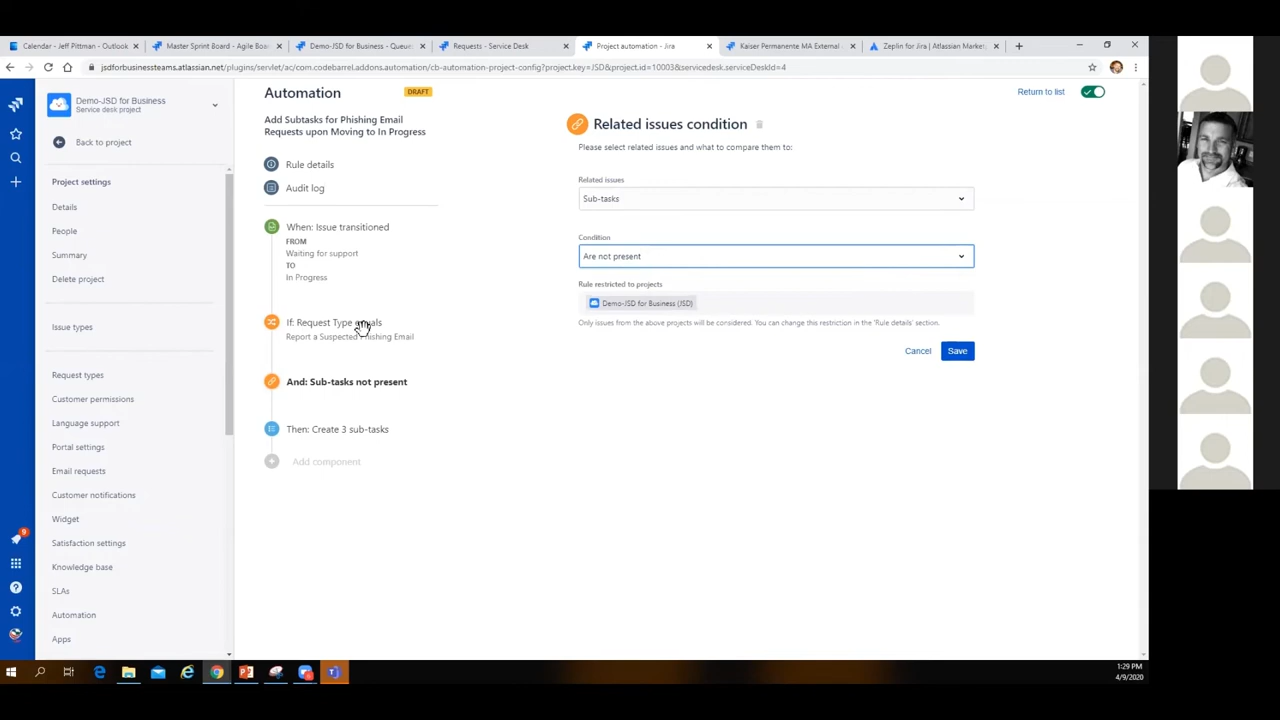 Calendar - Jeff Pittman - Outlook
Master Sprint Board - Agile Boa
Demo-JSD for Business - Queue
Requests - Service Desk
Project automation - Jira
Kaiser Permanente MA External
Zeplin for Jira | Atlassian Market
jsdforbusinessteams.atlassian.net/plugins/servlet/ac/com.codebarrel.addons.automation/cb-automation-project-config?project.key=JSD&project.id=10003&servicedesk.serviceDeskId=4
Demo-JSD for Business
Service desk project
Back to project
Project settings
Details
People
Summary
Delete project
Issue types
Request types
Customer permissions
Language support
Portal settings
Email requests
Customer notifications
Widget
Satisfaction settings
Knowledge base
SLAs
Automation
Apps
9
Automation
DRAFT
Return to list
Add Subtasks for Phishing Email
Requests upon Moving to In Progress
Rule details
Audit log
When: Issue transitioned
FROM
Waiting for support
TO
In Progress
If: Request Type equals
Report a Suspected Phishing Email
And: Sub-tasks not present
Then: Create 3 sub-tasks
Add component
Related issues condition
Please select related issues and what to compare them to:
Related issues
Sub-tasks
Condition
Are not present
Rule restricted to projects
Demo-JSD for Business (JSD)
Only issues from the above projects will be considered. You can change this restriction in the 'Rule details' section.
Cancel
Save
1:29 PM
4/9/2020